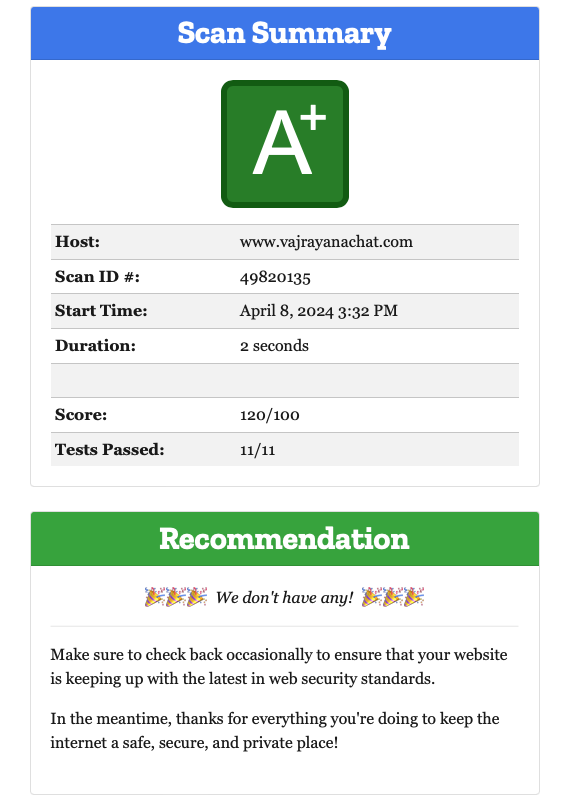 Scan Summary
A+
Host: www.vajrayanachat.com
Scan ID #: 49820135
Start Time: April 8, 2024 3:32 PM
Duration: 2 seconds
Score: 120/100
Tests Passed: 11/11
Recommendation
🎉🎉🎉 We don't have any! 🎉🎉🎉
Make sure to check back occasionally to ensure that your website
is keeping up with the latest in web security standards.
In the meantime, thanks for everything you're doing to keep the
internet a safe, secure, and private place!